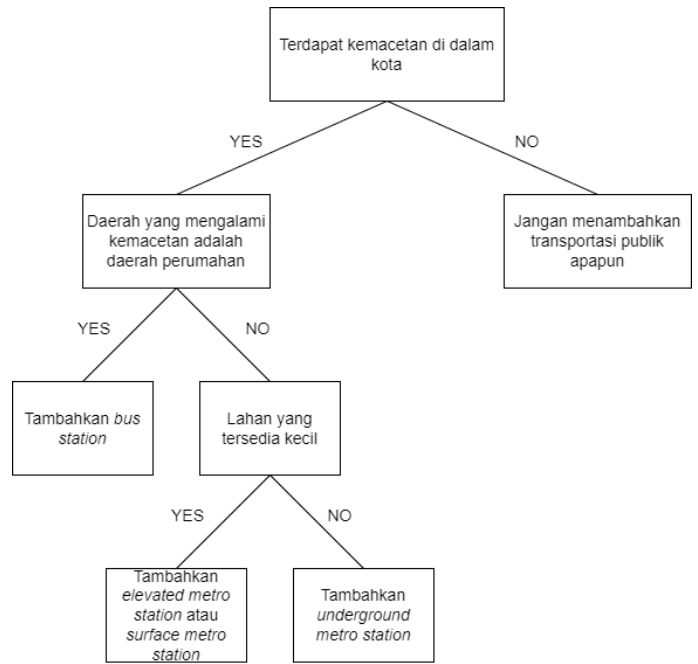 Terdapat kemacetan di dalam
kota
YES
NO
Daerah yang mengalami
kemacetan adalah
daerah perumahan
Jangan menambahkan
transportasi publik
apapun
YES
NO
Tambahkan bus
station
Lahan yang
tersedia kecil
YES
NO
Tambahkan
elevated metro
station atau
surface metro
station
Tambahkan
underground
metro station